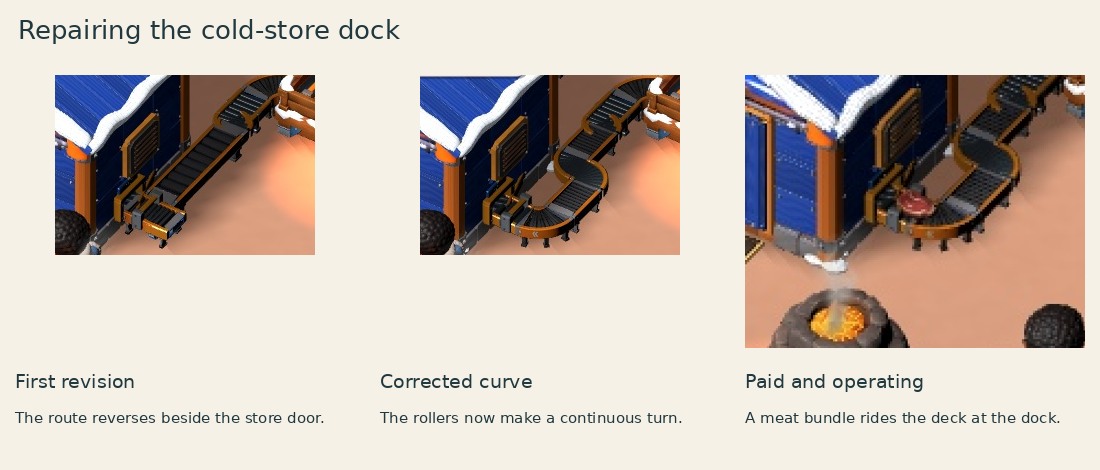 Repairing the cold-store dock
First revision
The route reverses beside the store door.
Corrected curve
The rollers now make a continuous turn.
Paid and operating
A meat bundle rides the deck at the dock.